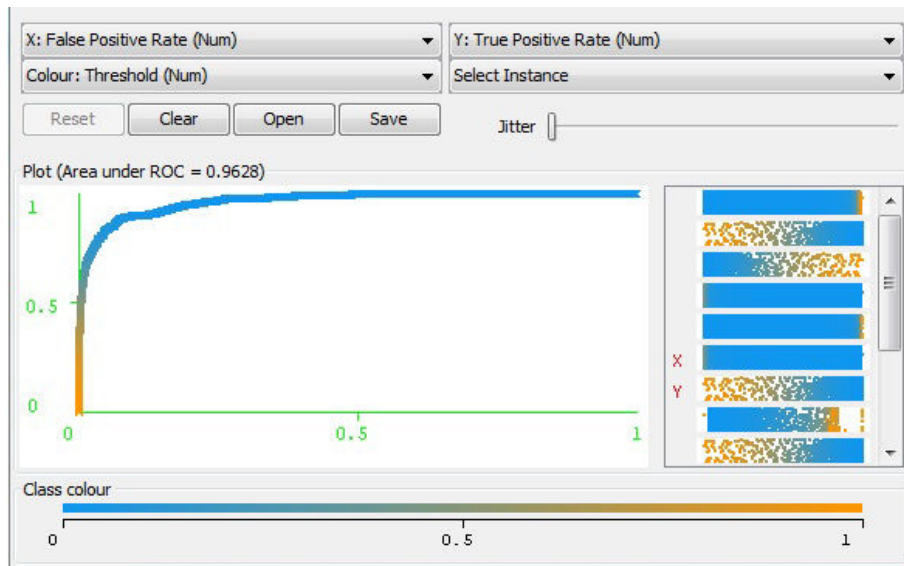 X: False Positive Rate (Num) Y: True Positive Rate (Num)
Colour: Threshold (Num) Select Instance
Reset Clear Open Save Jitter
Plot (Area under ROC = 0.9628)
1
0.5
0
0 0.5 1
X
Y
Class colour
0 0.5 1